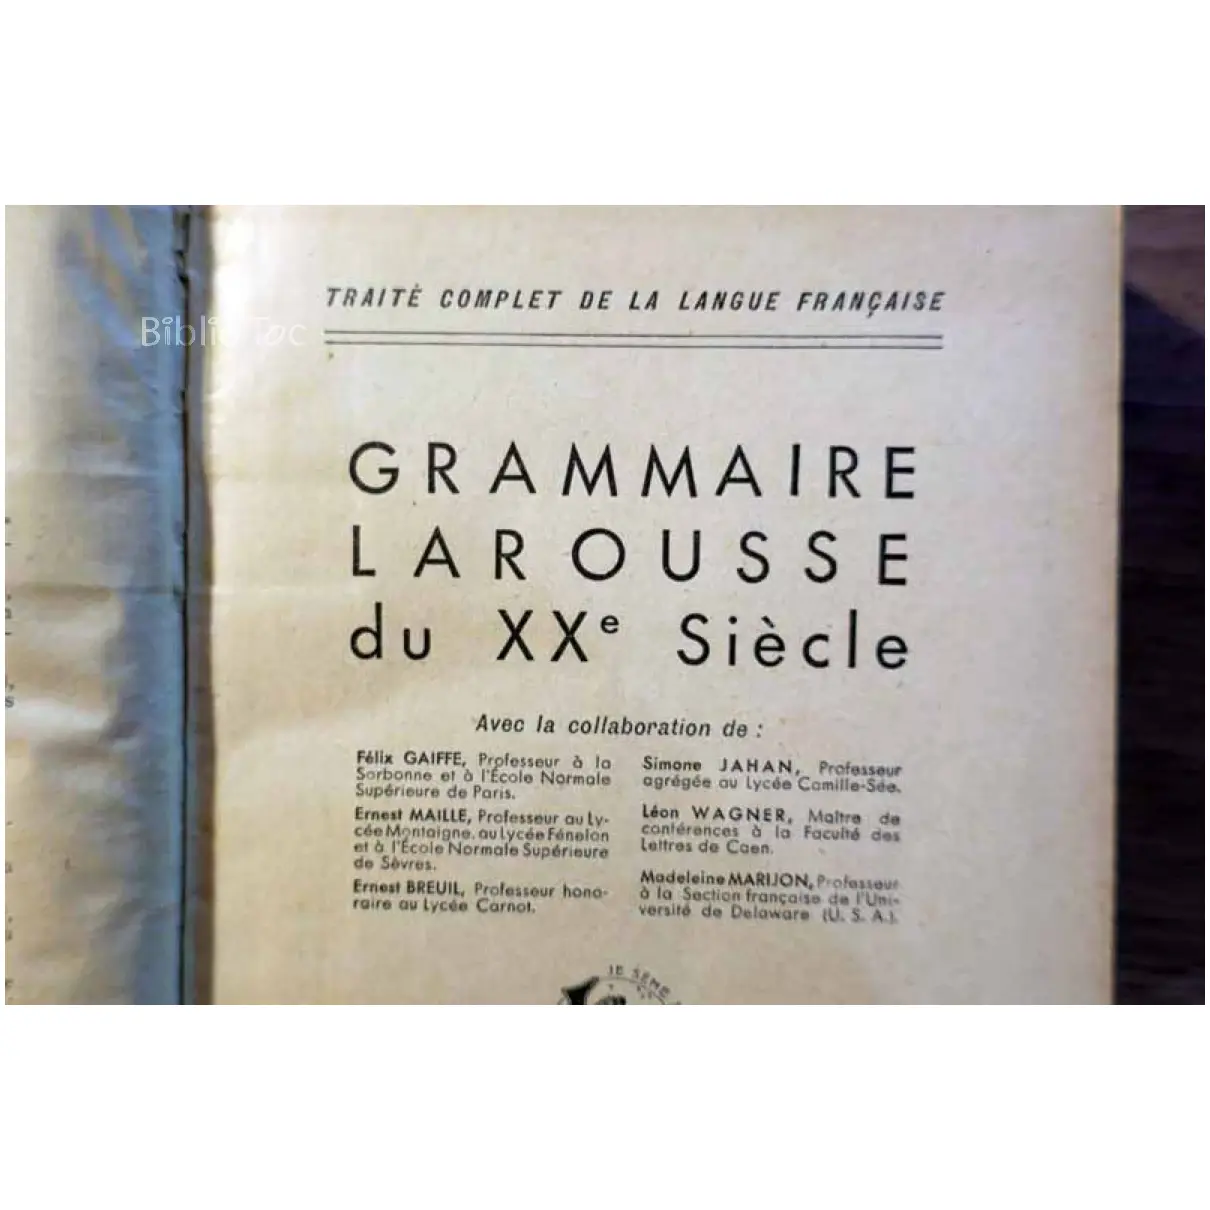 TRAITÉ COMPLET DE LA LANGUE FRANÇAISE
Biblio Toc
GRAMMAIRE
LAROUSSE
du XXe Siècle
Avec la collaboration de :
Félix GAIFFE, Professeur à la
Sorbonne et à l'École Normale
Supérieure de Paris.
Ernest MAILLE, Professeur au Ly-
cée Montaigne, au Lycée Fénelon
et à l'École Normale Supérieure
de Sèvres.
Ernest BREUIL, Professeur hono-
raire au Lycée Carnot.
Simone JAHAN, Professeur
agrégée au Lycée Camille-Sée.
Léon WAGNER, Maître de
conférences à la Faculté des
Lettres de Caen.
Madeleine MARIJON, Professeur
à la Section française de l'Uni-
versité de Delaware (U. S. A.).
JE SÈME